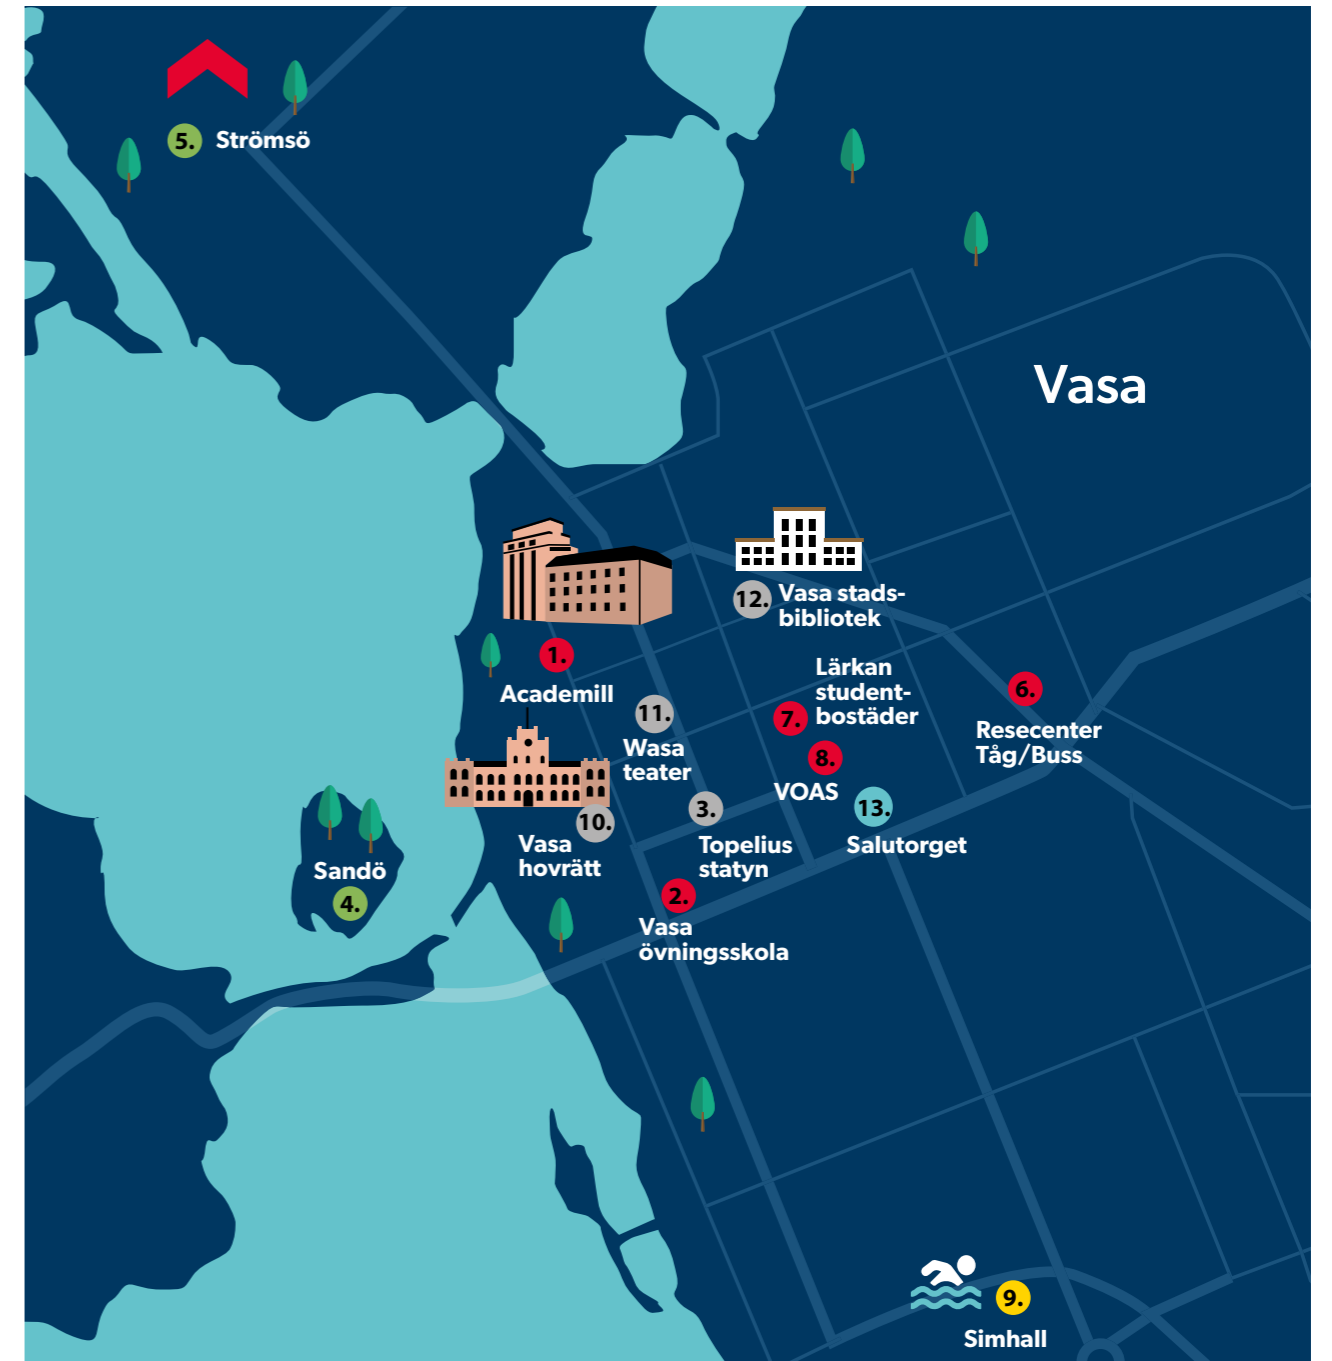 5. Strömsö
Vasa
12. Vasa stads-
bibliotek
1.
Academill
Lärkan
student-
7. bostäder
6.
Resecenter
Tåg/Buss
11.
Wasa
teater
8.
VOAS
13.
Salutorget
3.
Topelius
statyn
10.
Vasa
hovrätt
Sandö
4.
2.
Vasa
övningsskola
9.
Simhall